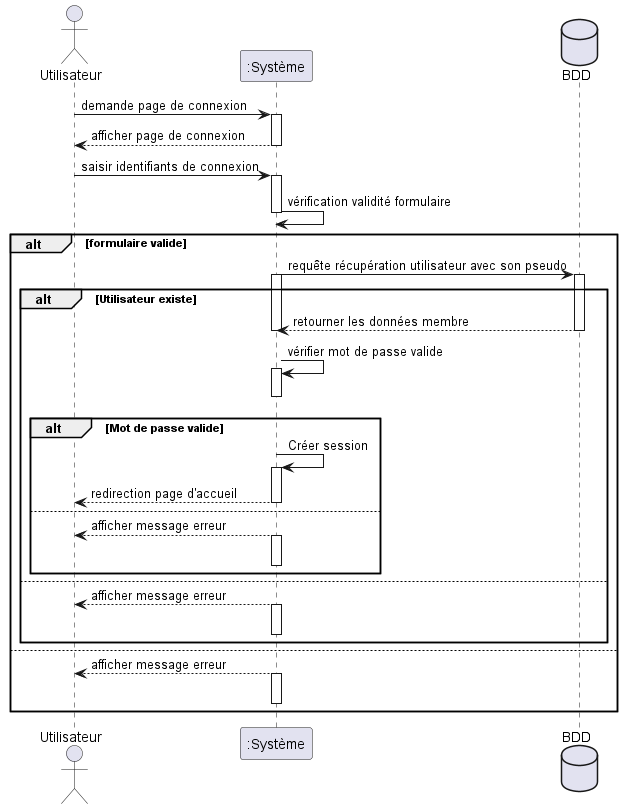 Utilisateur
:Système
BDD
demande page de connexion
afficher page de connexion
saisir identifiants de connexion
vérification validité formulaire
alt
[formulaire valide]
requête récupération utilisateur avec son pseudo
alt
[Utilisateur existe]
retourner les données membre
vérifier mot de passe valide
alt
[Mot de passe valide]
Créer session
redirection page d'accueil
afficher message erreur
afficher message erreur
afficher message erreur
Utilisateur
:Système
BDD